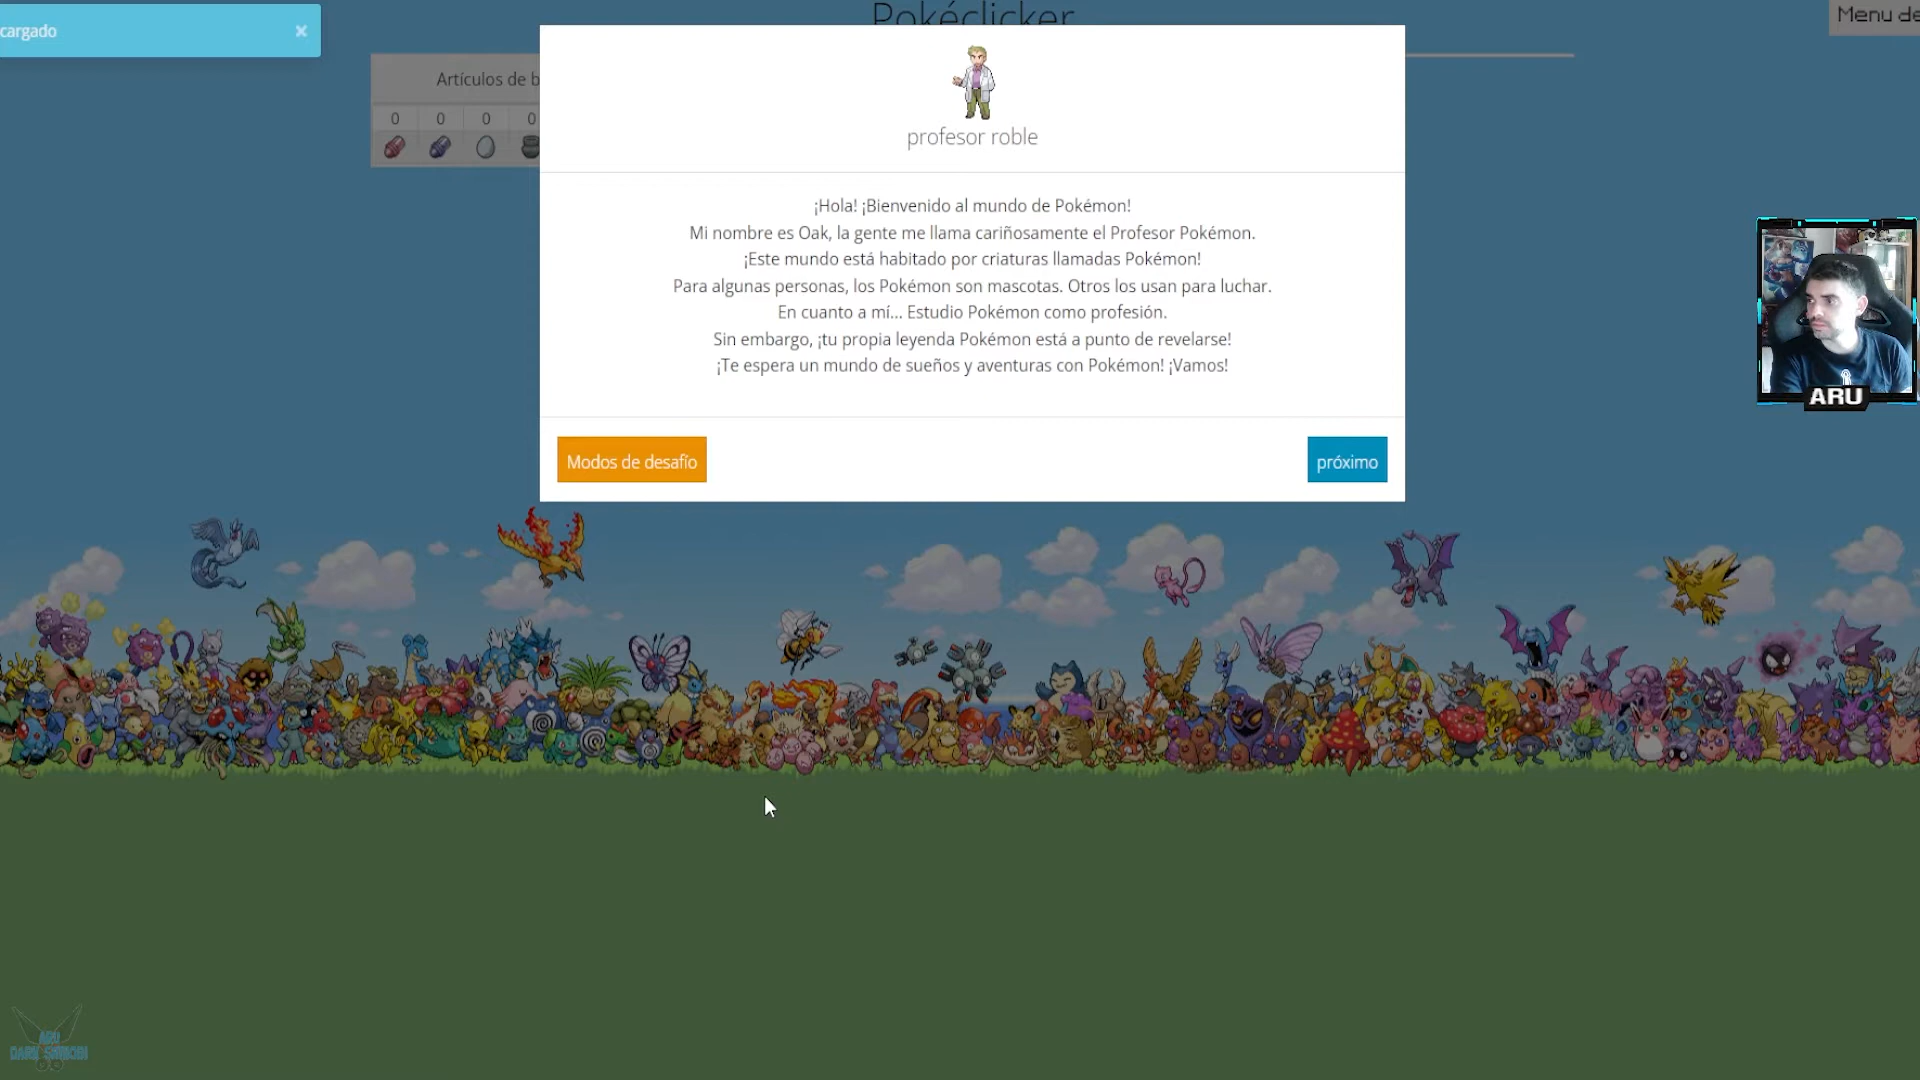 cargado
×
Pokéclicker
Menu de
Artículos de b
0 0 0 0
profesor roble
¡Hola! ¡Bienvenido al mundo de Pokémon!
Mi nombre es Oak, la gente me llama cariñosamente el Profesor Pokémon.
¡Este mundo está habitado por criaturas llamadas Pokémon!
Para algunas personas, los Pokémon son mascotas. Otros los usan para luchar.
En cuanto a mí... Estudio Pokémon como profesión.
Sin embargo, ¡tu propia leyenda Pokémon está a punto de revelarse!
¡Te espera un mundo de sueños y aventuras con Pokémon! ¡Vamos!
Modos de desafío
próximo
ARU
ARU
DARK SHINOBI